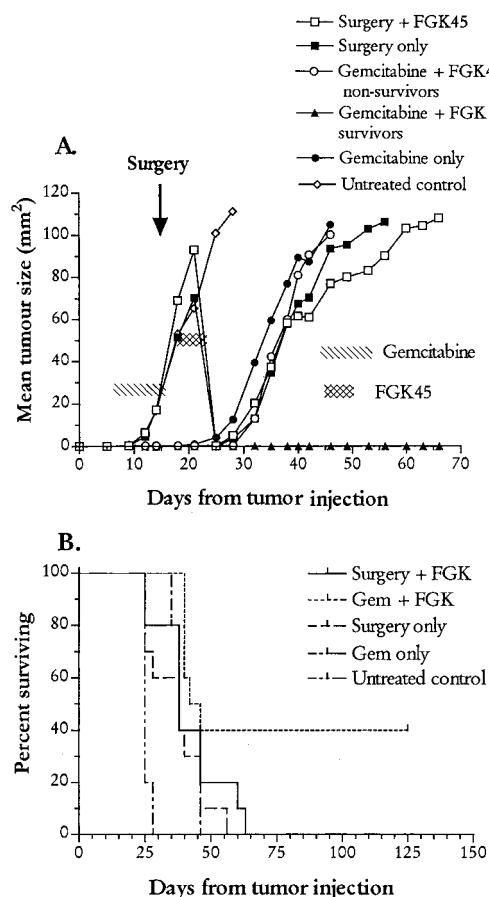 Surgery + FGK45
Surgery only
Gemcitabine + FGK4
non-survivors
Gemcitabine + FGK
survivors
Gemcitabine only
Untreated control
A.
Surgery
120
100
80
60
40
20
0
Mean tumour size (mm²)
Gemcitabine
FGK45
0 10 20 30 40 50 60 70
Days from tumor injection
B.
Surgery + FGK
Gem + FGK
Surgery only
Gem only
Untreated control
100
80
60
40
20
0
Percent surviving
0 25 50 75 100 125 150
Days from tumor injection